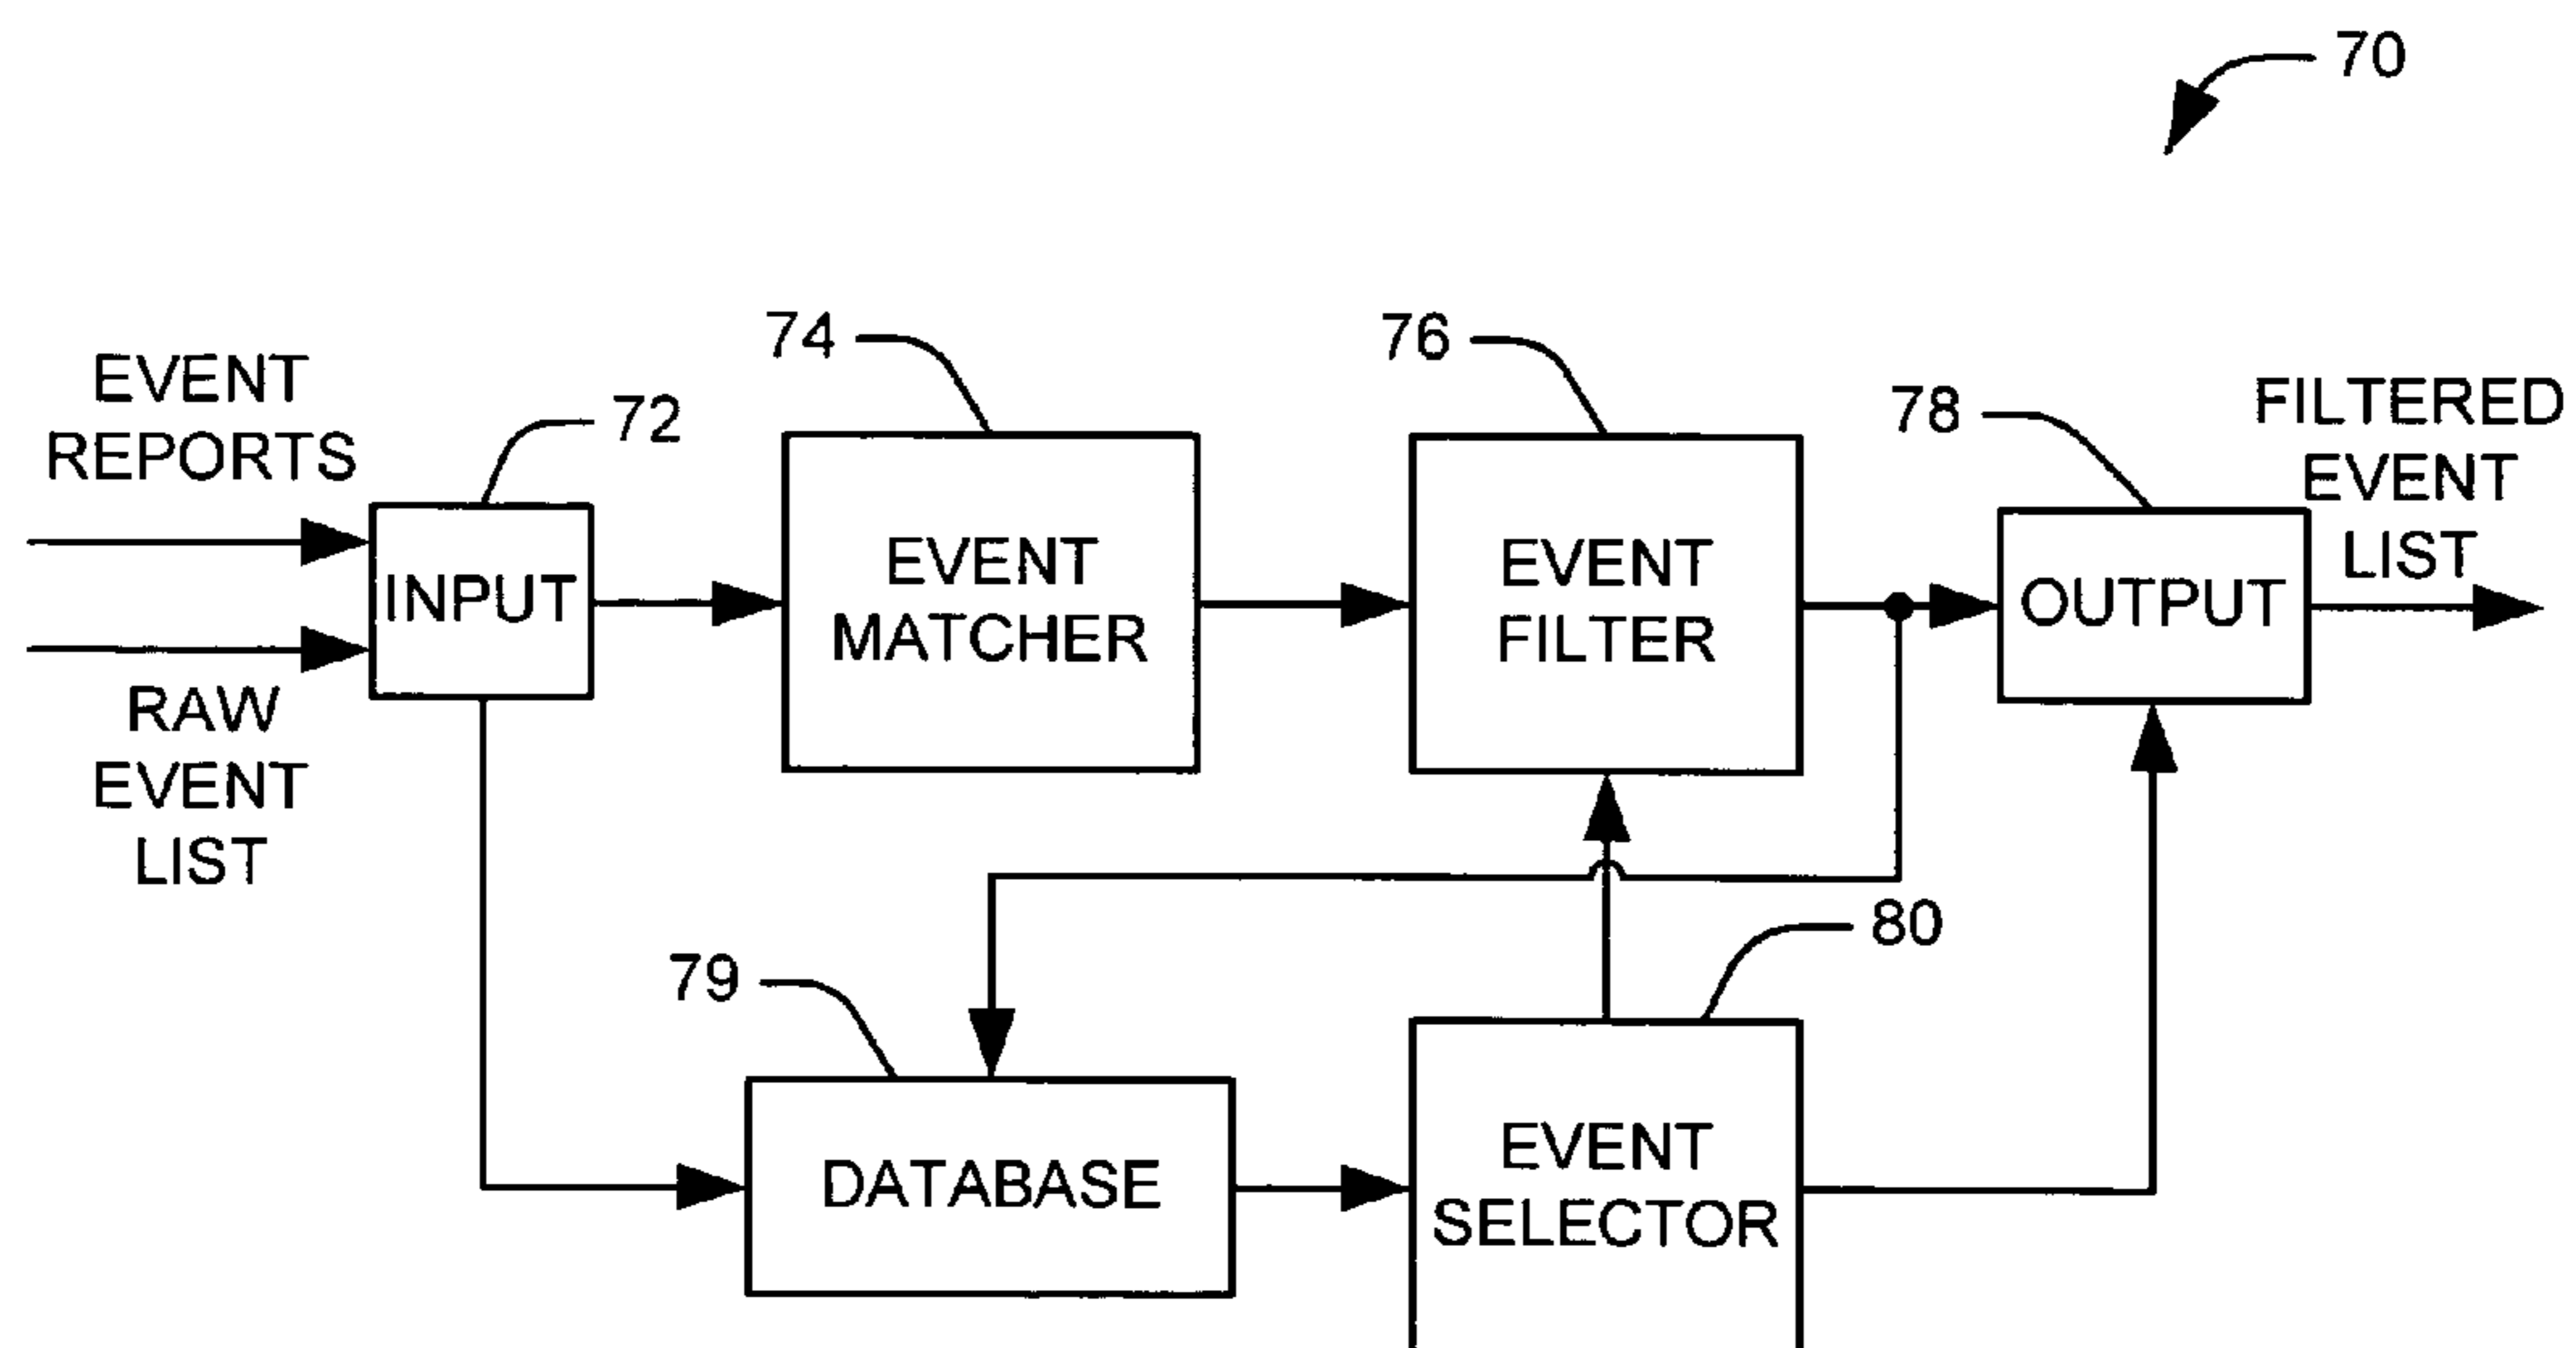 70
74
76
EVENT
REPORTS
72
78
FILTERED
EVENT
LIST
INPUT
EVENT
MATCHER
EVENT
FILTER
OUTPUT
RAW
EVENT
LIST
79
80
DATABASE
EVENT
SELECTOR